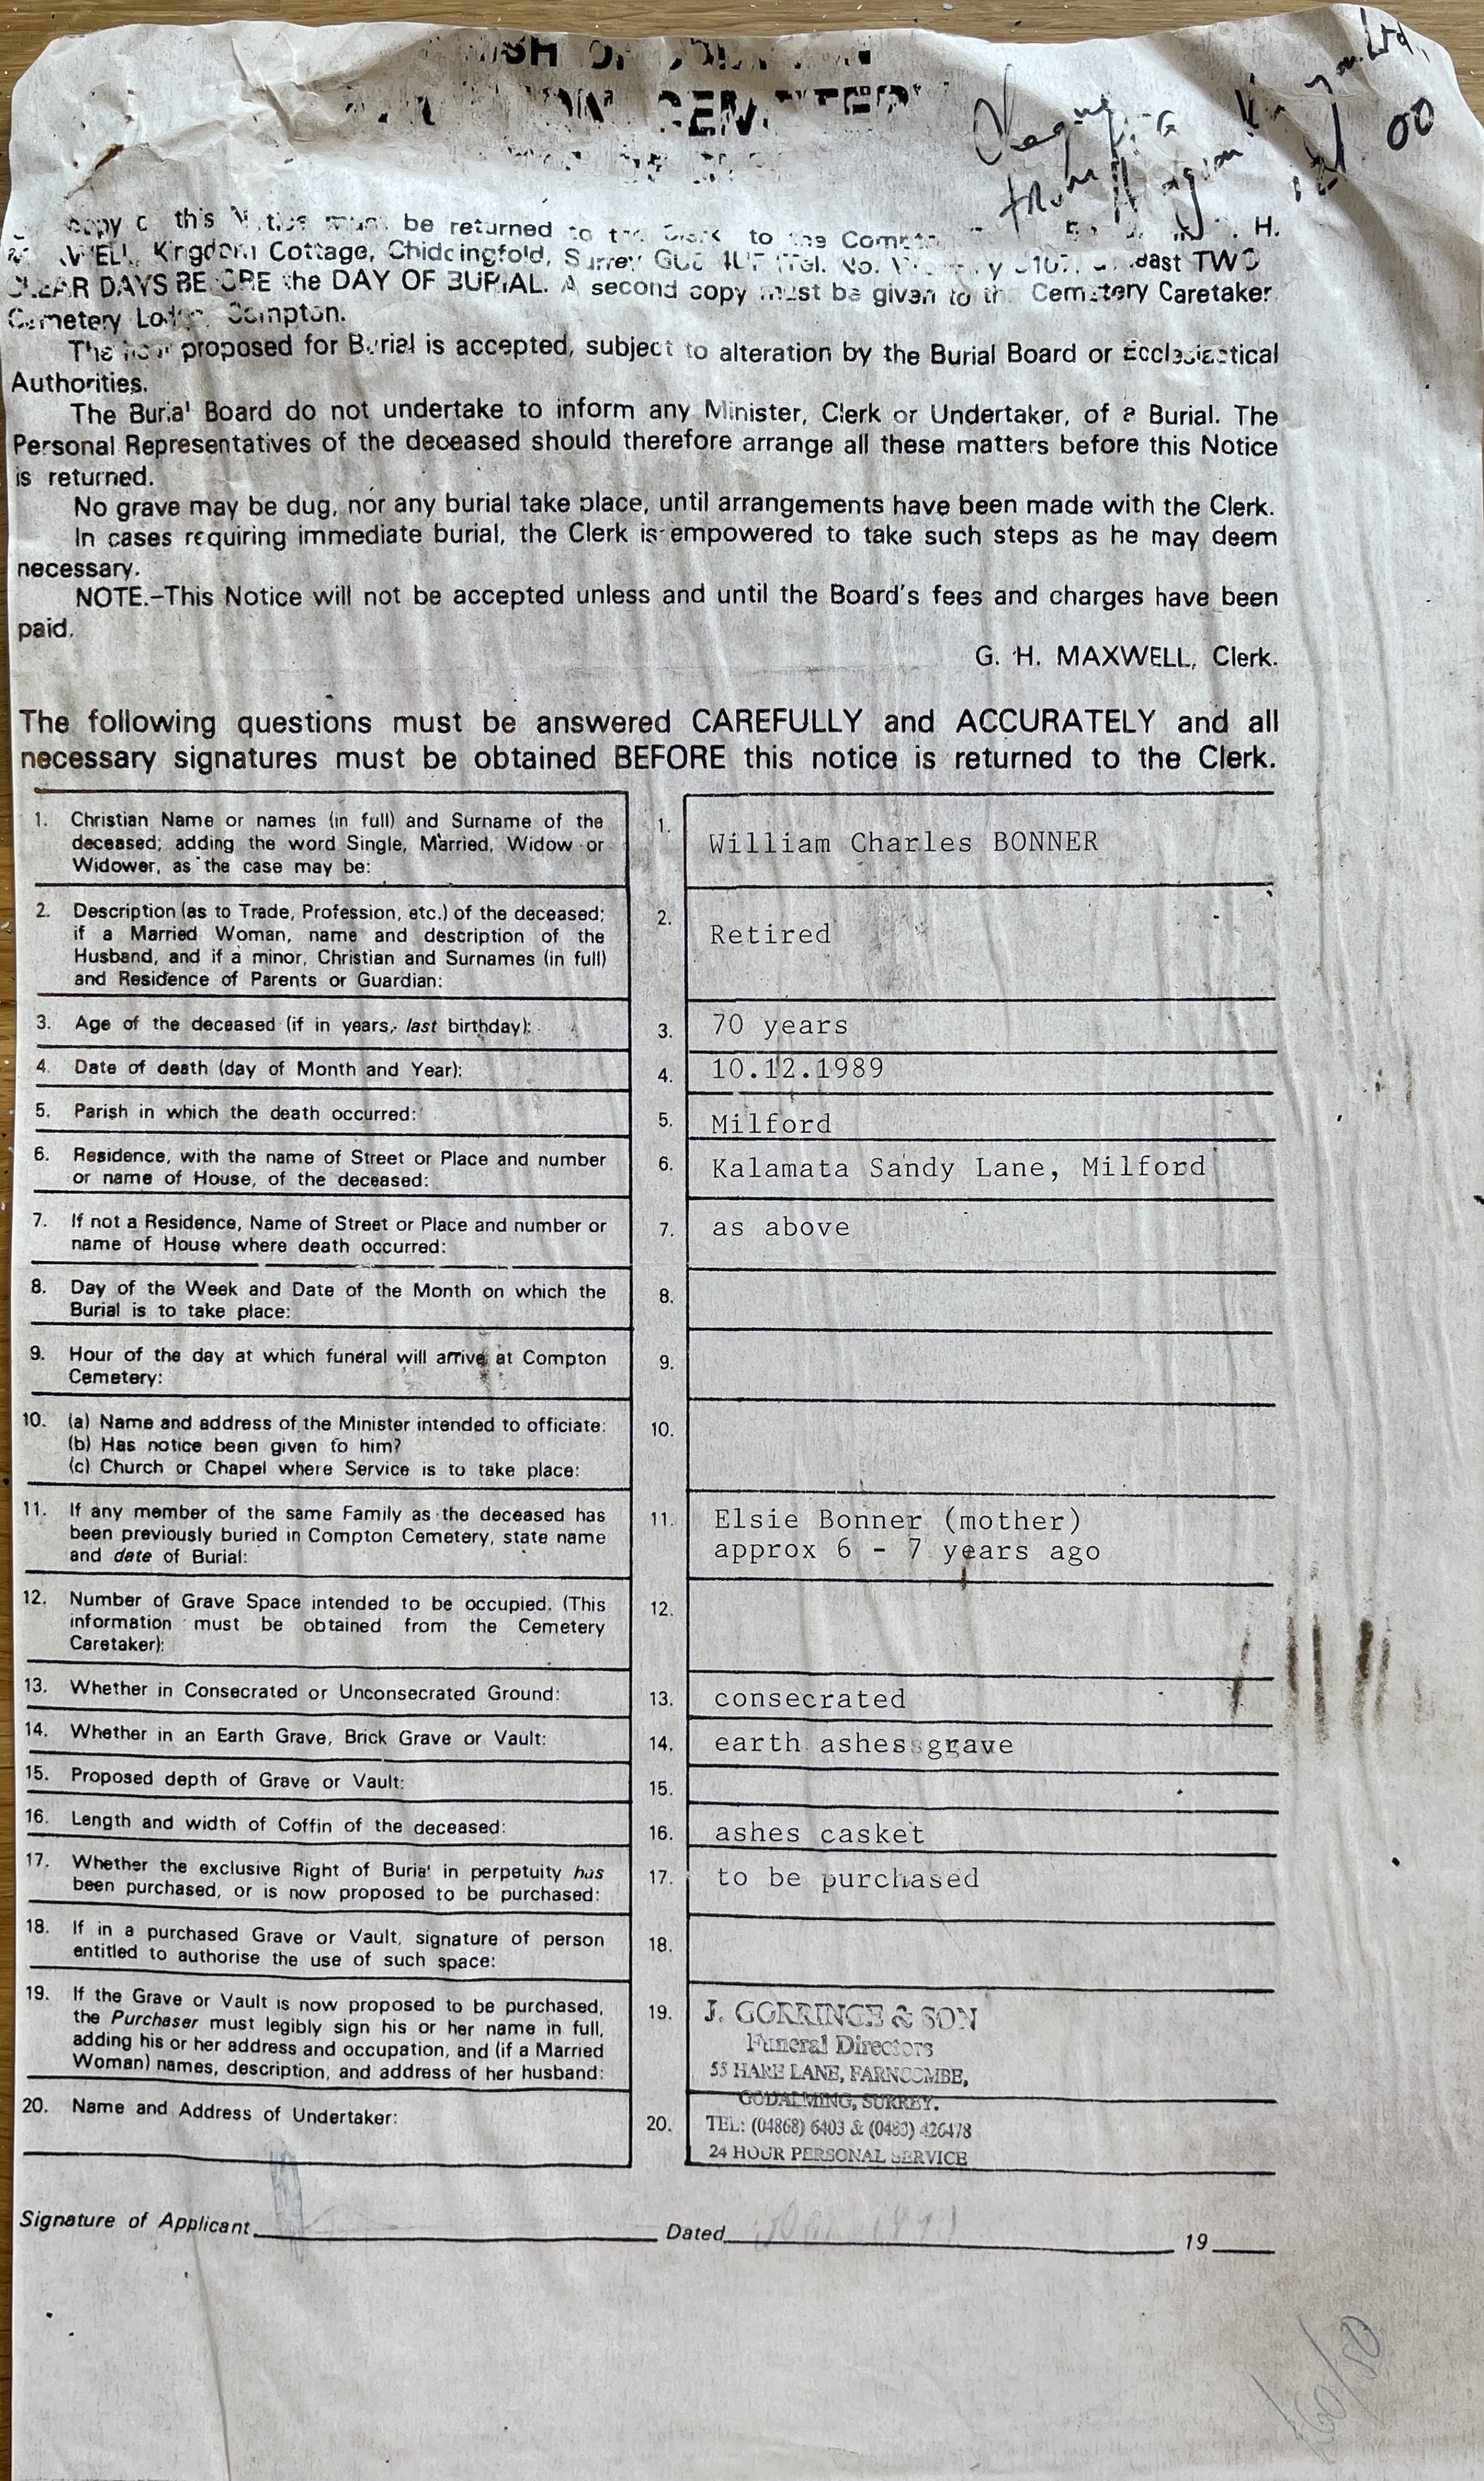 CEMETERY
Cheque
from
00
copy of this Notice must be returned to the Clerk to the H.
MAXWELL, Kingdom Cottage, Chiddingfold, Surrey (Tel. No. least TWO
CLEAR DAYS BEFORE the DAY OF BURIAL. A second copy must be given to the Cemetery Caretaker,
Cemetery Lodge, Compton.
The hour proposed for Burial is accepted, subject to alteration by the Burial Board or Ecclesiastical
Authorities.
The Burial Board do not undertake to inform any Minister, Clerk or Undertaker, of a Burial. The
Personal Representatives of the deceased should therefore arrange all these matters before this Notice
is returned.
No grave may be dug, nor any burial take place, until arrangements have been made with the Clerk.
In cases requiring immediate burial, the Clerk is empowered to take such steps as he may deem
necessary.
NOTE.-This Notice will not be accepted unless and until the Board's fees and charges have been
paid.
G. H. MAXWELL, Clerk.
The following questions must be answered CAREFULLY and ACCURATELY and all
necessary signatures must be obtained BEFORE this notice is returned to the Clerk.
1. Christian Name or names (in full) and Surname of the
deceased; adding the word Single, Married, Widow or
Widower, as the case may be:
1. William Charles BONNER
2. Description (as to Trade, Profession, etc.) of the deceased;
if a Married Woman, name and description of the
Husband, and if a minor, Christian and Surnames (in full)
and Residence of Parents or Guardian:
2. Retired
3. Age of the deceased (if in years, last birthday):
3. 70 years
4. Date of death (day of Month and Year):
4. 10.12.1989
5. Parish in which the death occurred:
5. Milford
6. Residence, with the name of Street or Place and number
or name of House, of the deceased:
6. Kalamata Sandy Lane, Milford
7. If not a Residence, Name of Street or Place and number or
name of House where death occurred:
7. as above
8. Day of the Week and Date of the Month on which the
Burial is to take place:
8.
9. Hour of the day at which funeral will arrive at Compton
Cemetery:
9.
10. (a) Name and address of the Minister intended to officiate:
(b) Has notice been given to him?
(c) Church or Chapel where Service is to take place:
10.
11. If any member of the same Family as the deceased has
been previously buried in Compton Cemetery, state name
and date of Burial:
11. Elsie Bonner (mother)
approx 6 - 7 years ago
12. Number of Grave Space intended to be occupied. (This
information must be obtained from the Cemetery
Caretaker):
12.
13. Whether in Consecrated or Unconsecrated Ground:
13. consecrated
14. Whether in an Earth Grave, Brick Grave or Vault:
14. earth ashes grave
15. Proposed depth of Grave or Vault:
15.
16. Length and width of Coffin of the deceased:
16. ashes casket
17. Whether the exclusive Right of Burial in perpetuity has
been purchased, or is now proposed to be purchased:
17. to be purchased
18. If in a purchased Grave or Vault, signature of person
entitled to authorise the use of such space:
18.
19. If the Grave or Vault is now proposed to be purchased,
the Purchaser must legibly sign his or her name in full,
adding his or her address and occupation, and (if a Married
Woman) names, description, and address of her husband:
19. J. GORRINGE & SON
Funeral Directors
55 HARE LANE, FARNCOMBE,
GODALMING, SURREY.
20. Name and Address of Undertaker:
20. TEL: (04868) 6403 & (0483) 426478
24 HOUR PERSONAL SERVICE
Signature of Applicant Dated 19